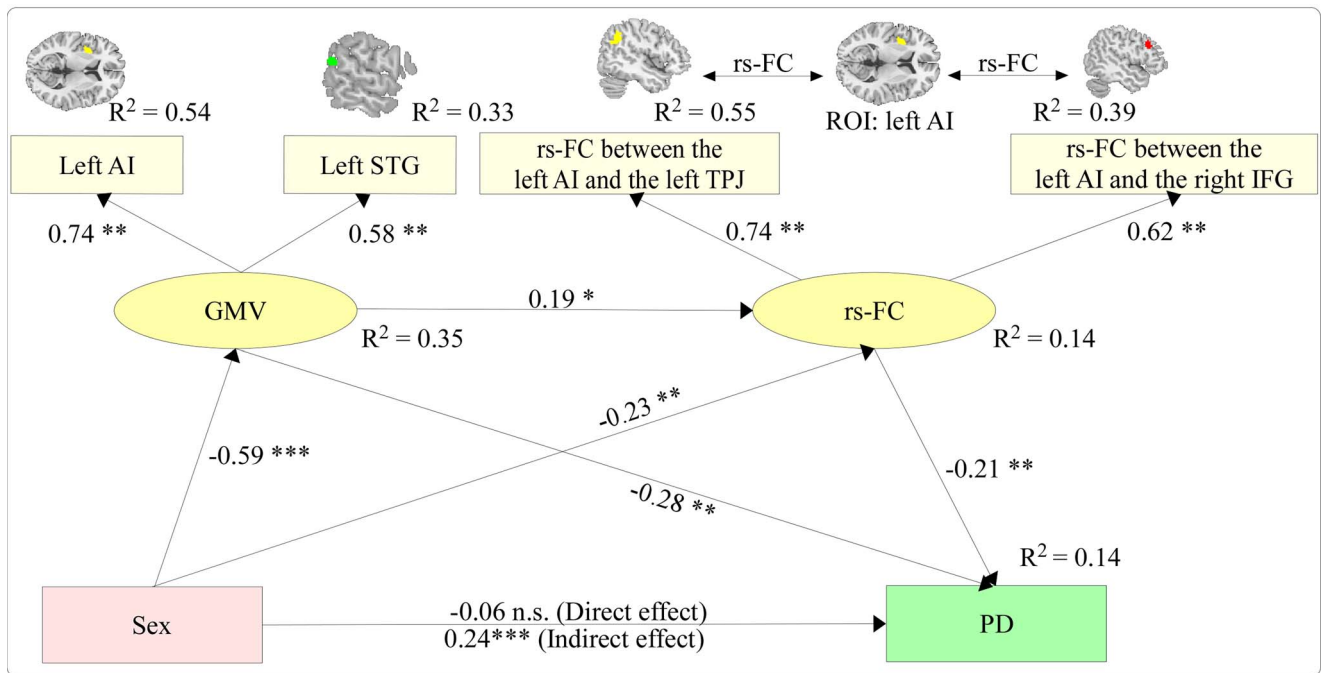 rs-FC
rs-FC
R² = 0.54
R² = 0.33
R² = 0.55
ROI: left AI
R² = 0.39
Left AI
Left STG
rs-FC between the
left AI and the left TPJ
rs-FC between the
left AI and the right IFG
0.74 **
0.58 **
0.74 **
0.62 **
GMV
0.19 *
rs-FC
R² = 0.35
R² = 0.14
-0.23 **
-0.59 ***
-0.21 **
-0.28 **
R² = 0.14
Sex
-0.06 n.s. (Direct effect)
0.24*** (Indirect effect)
PD